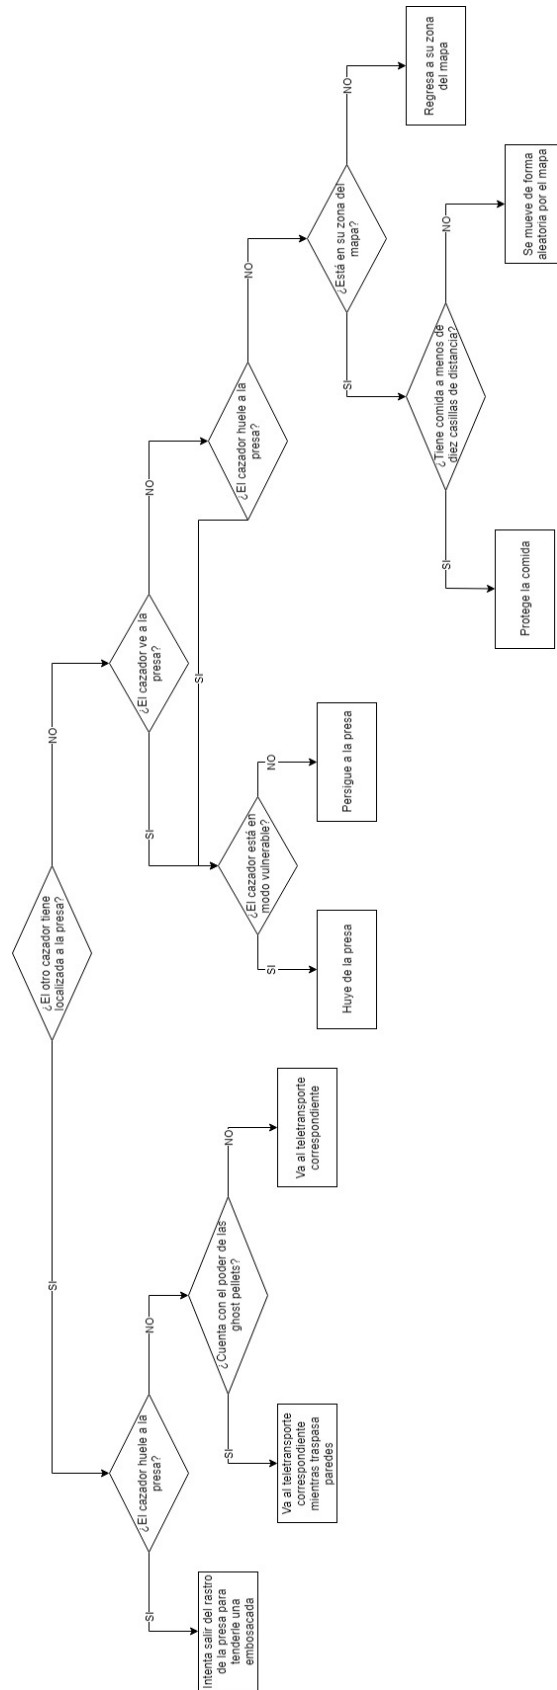 ¿El otro cazador tiene
localizada a la presa?
SI
NO
¿El cazador huele a la
presa?
SI
NO
Intenta salir del rastro
de la presa para
tenderle una
embosacada
¿Cuenta con el poder de las
ghost pellets?
SI
NO
Va al teletransporte
correspondiente
mientras traspasa
paredes
Va al teletransporte
correspondiente
¿El cazador ve a la
presa?
SI
NO
¿El cazador está en
modo vulnerable?
SI
NO
Huye de la presa
Persigue a la presa
¿El cazador huele a la
presa?
SI
NO
¿Está en su zona del
mapa?
SI
NO
¿Tiene comida a menos de
diez casillas de distancia?
SI
NO
Protege la comida
Se mueve de forma
aleatoria por el mapa
Regresa a su zona
del mapa